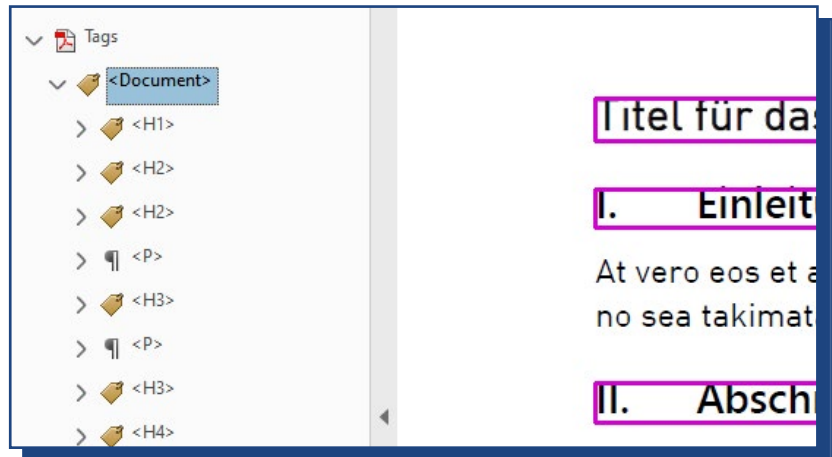 Tags
<Document>
<H1>
<H2>
<H2>
<P>
<H3>
<P>
<H3>
<H4>
Titel für das
I. Einleitu
At vero eos et a
no sea takimat
II. Abschn